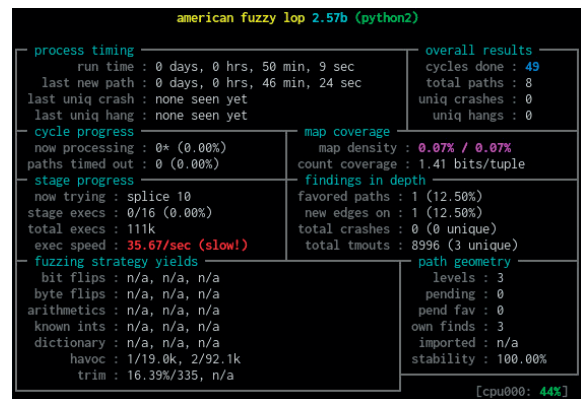 american fuzzy lop 2.57b (python2)
process timing overall results
run time : 0 days, 0 hrs, 50 min, 9 sec cycles done : 49
last new path : 0 days, 0 hrs, 46 min, 24 sec total paths : 8
last uniq crash : none seen yet uniq crashes : 0
last uniq hang : none seen yet uniq hangs : 0
cycle progress map coverage
now processing : 0* (0.00%) map density : 0.07% / 0.07%
paths timed out : 0 (0.00%) count coverage : 1.41 bits/tuple
stage progress findings in depth
now trying : splice 10 favored paths : 1 (12.50%)
stage execs : 0/16 (0.00%) new edges on : 1 (12.50%)
total execs : 111k total crashes : 0 (0 unique)
exec speed : 35.67/sec (slow!) total tmouts : 8996 (3 unique)
fuzzing strategy yields path geometry
bit flips : n/a, n/a, n/a levels : 3
byte flips : n/a, n/a, n/a pending : 0
arithmetics : n/a, n/a, n/a pend fav : 0
known ints : n/a, n/a, n/a own finds : 3
dictionary : n/a, n/a, n/a imported : n/a
havoc : 1/19.0k, 2/92.1k stability : 100.00%
trim : 16.39%/335, n/a
[cpu000: 44%]